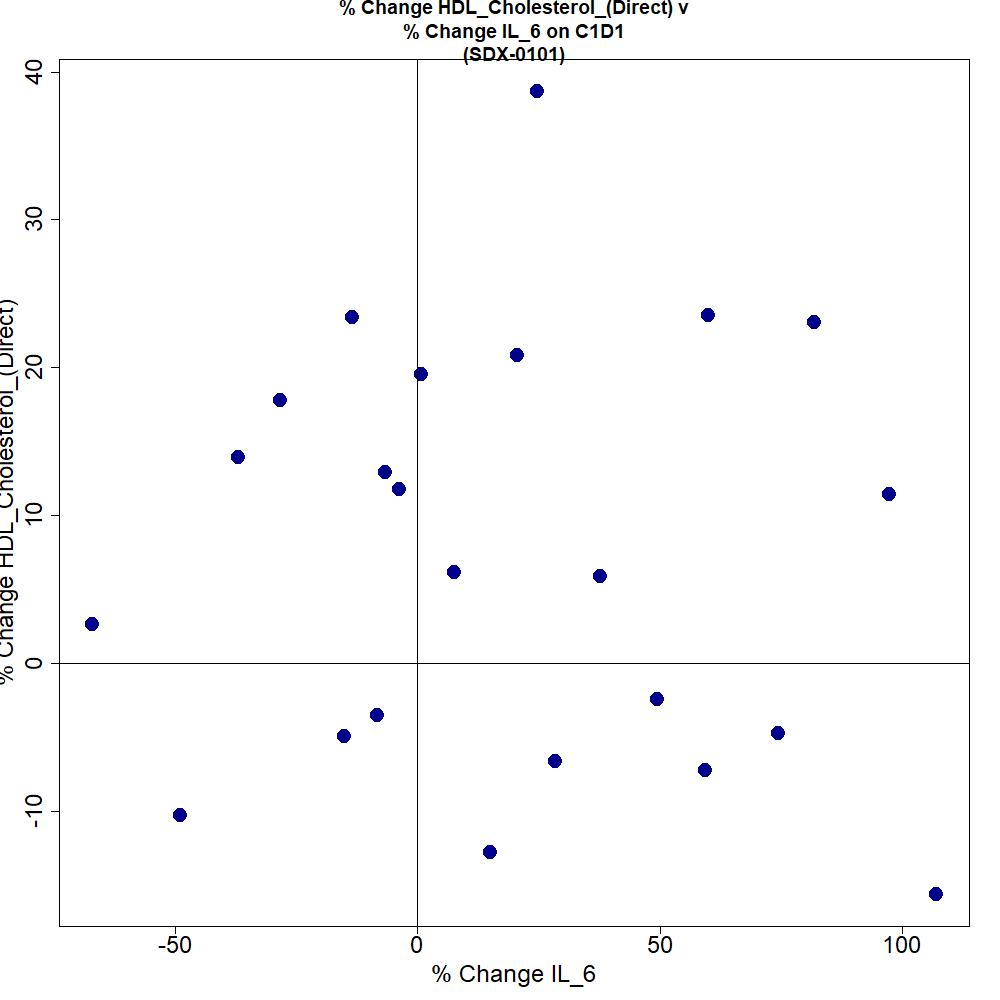 % Change HDL_Cholesterol_(Direct) v
% Change IL_6 on C1D1
(SDX-0101)
% Change HDL_Cholesterol_(Direct)
40
30
20
10
0
-10
-50
0
50
100
% Change IL_6